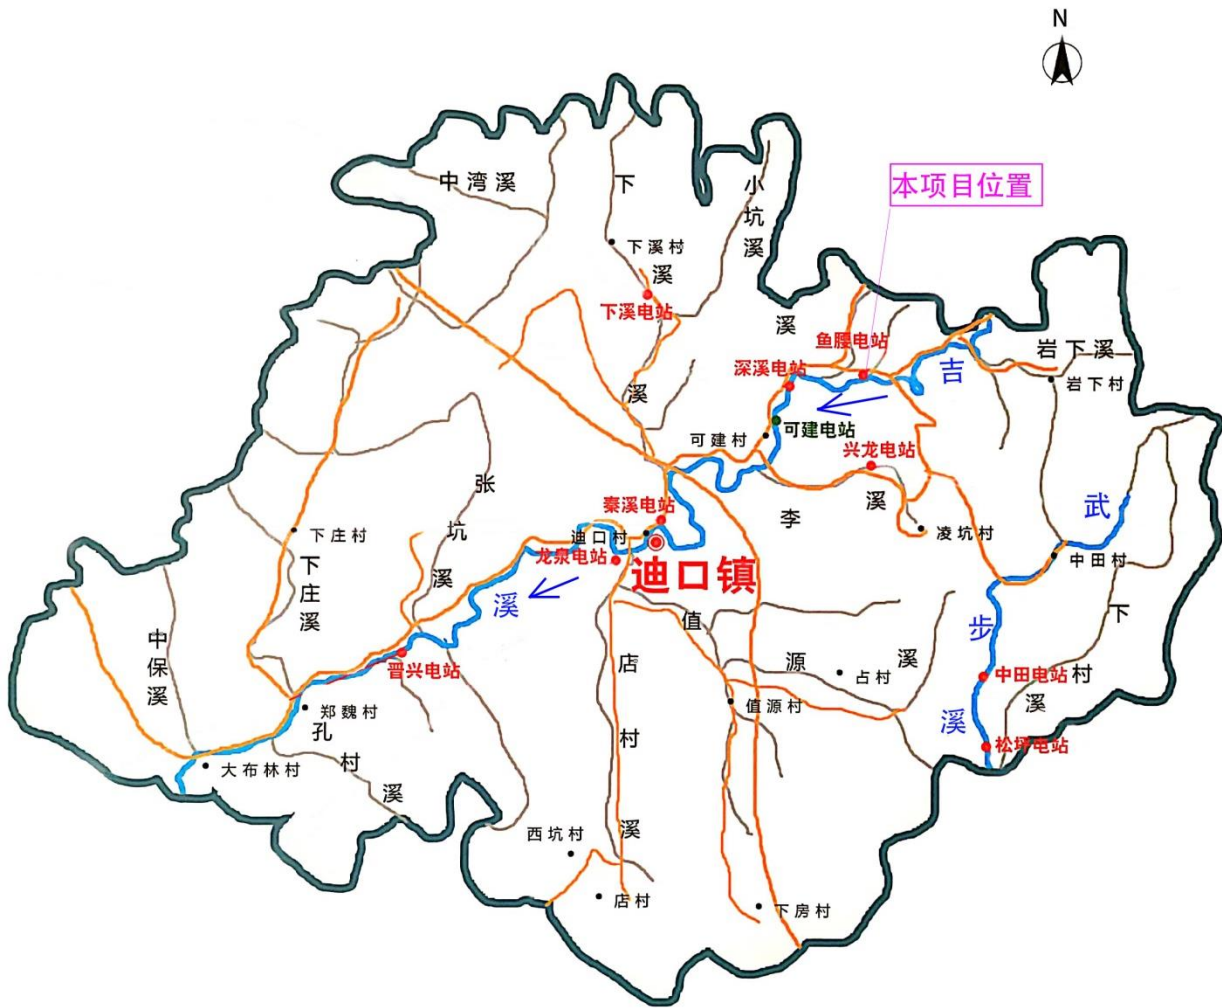 N
本项目位置
中湾溪
下溪
小坑溪
下溪村
下溪电站
溪
溪
鱼腰电站
深溪电站
吉
岩下溪
岩下村
可建电站
可建村
兴龙电站
李溪
凌坑村
武步溪
中田村
张坑溪
下庄村
下庄溪
秦溪电站
迪口村
龙泉电站
迪口镇
溪
晋兴电站
值源溪
占村
值源村
店村溪
中田电站
松坪电站
下村溪
中保溪
郑魏村
孔村溪
大布林村
西坑村
店村
下房村